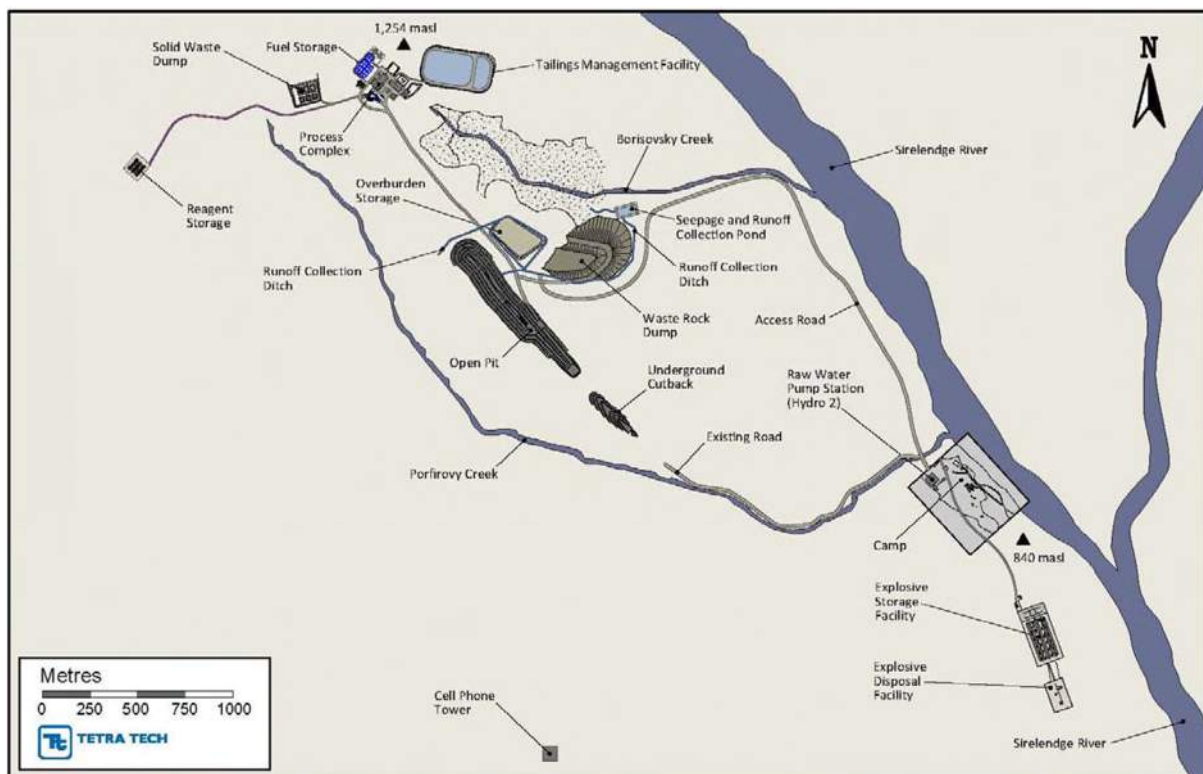 1,254 masl
Solid Waste
Dump
Fuel Storage
Tailings Management Facility
N
Process
Complex
Borisovsky Creek
Sirelendge River
Reagent
Storage
Overburden
Storage
Seepage and Runoff
Collection Pond
Runoff Collection
Ditch
Runoff Collection
Ditch
Waste Rock
Dump
Access Road
Open Pit
Underground
Cutback
Raw Water
Pump Station
(Hydro 2)
Existing Road
Porfirovy Creek
Camp
840 masl
Explosive
Storage
Facility
Explosive
Disposal
Facility
Metres
0 250 500 750 1000
Tt TETRA TECH
Cell Phone
Tower
Sirelendge River